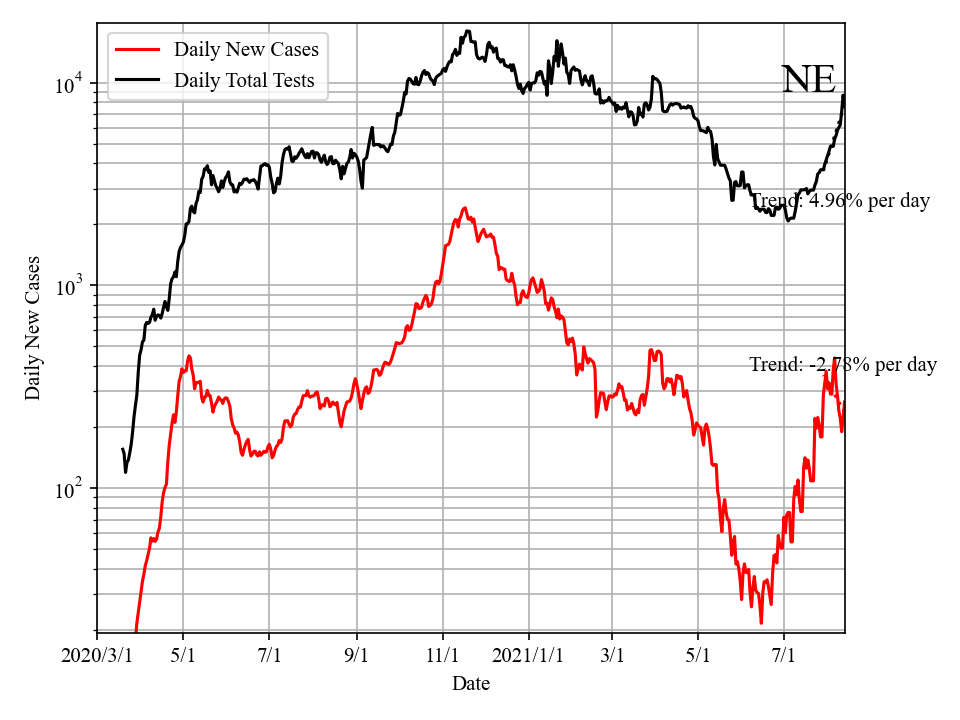 Daily New Cases
Daily Total Tests
NE
10^4
Trend: 4.96% per day
10^3
Trend: -2.78% per day
10^2
Daily New Cases
2020/3/1 5/1 7/1 9/1 11/1 2021/1/1 3/1 5/1 7/1
Date